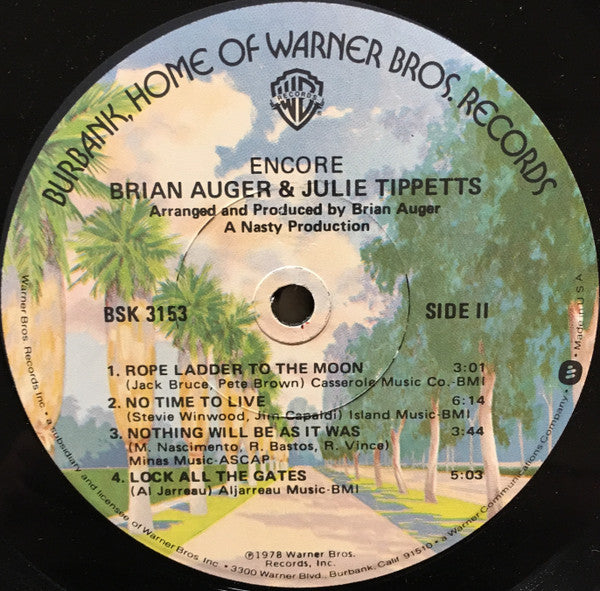 BURBANK, HOME OF WARNER BROS. RECORDS
RECORDS
ENCORE
BRIAN AUGER & JULIE TIPPETTS
Arranged and Produced by Brian Auger
A Nasty Production
BSK 3153
SIDE II
1. ROPE LADDER TO THE MOON 3:01
(Jack Bruce, Pete Brown) Casserole Music Co.-BMI
2. NO TIME TO LIVE 6:14
(Stevie Winwood, Jim Capaldi) Island Music-BMI
3. NOTHING WILL BE AS IT WAS 3:44
(M. Nascimento, R. Bastos, R. Vince)
Minas Music-ASCAP
4. LOCK ALL THE GATES 5:03
(Al Jarreau) Aljarreau Music-BMI
℗1978 Warner Bros.
Records, Inc.
Warner Bros. Records Inc. • a subsidiary and licensee of Warner Bros. Inc. • 3300 Warner Blvd., Burbank, Calif. 91510 • a Warner Communications Company • Made in U S A